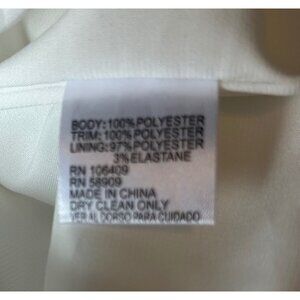 BODY: 100% POLYESTER
TRIM: 100% POLYESTER
LINING: 97% POLYESTER
3% ELASTANE
RN 106409
RN 58909
MADE IN CHINA
DRY CLEAN ONLY
VER AL DORSO PARA CUIDADO